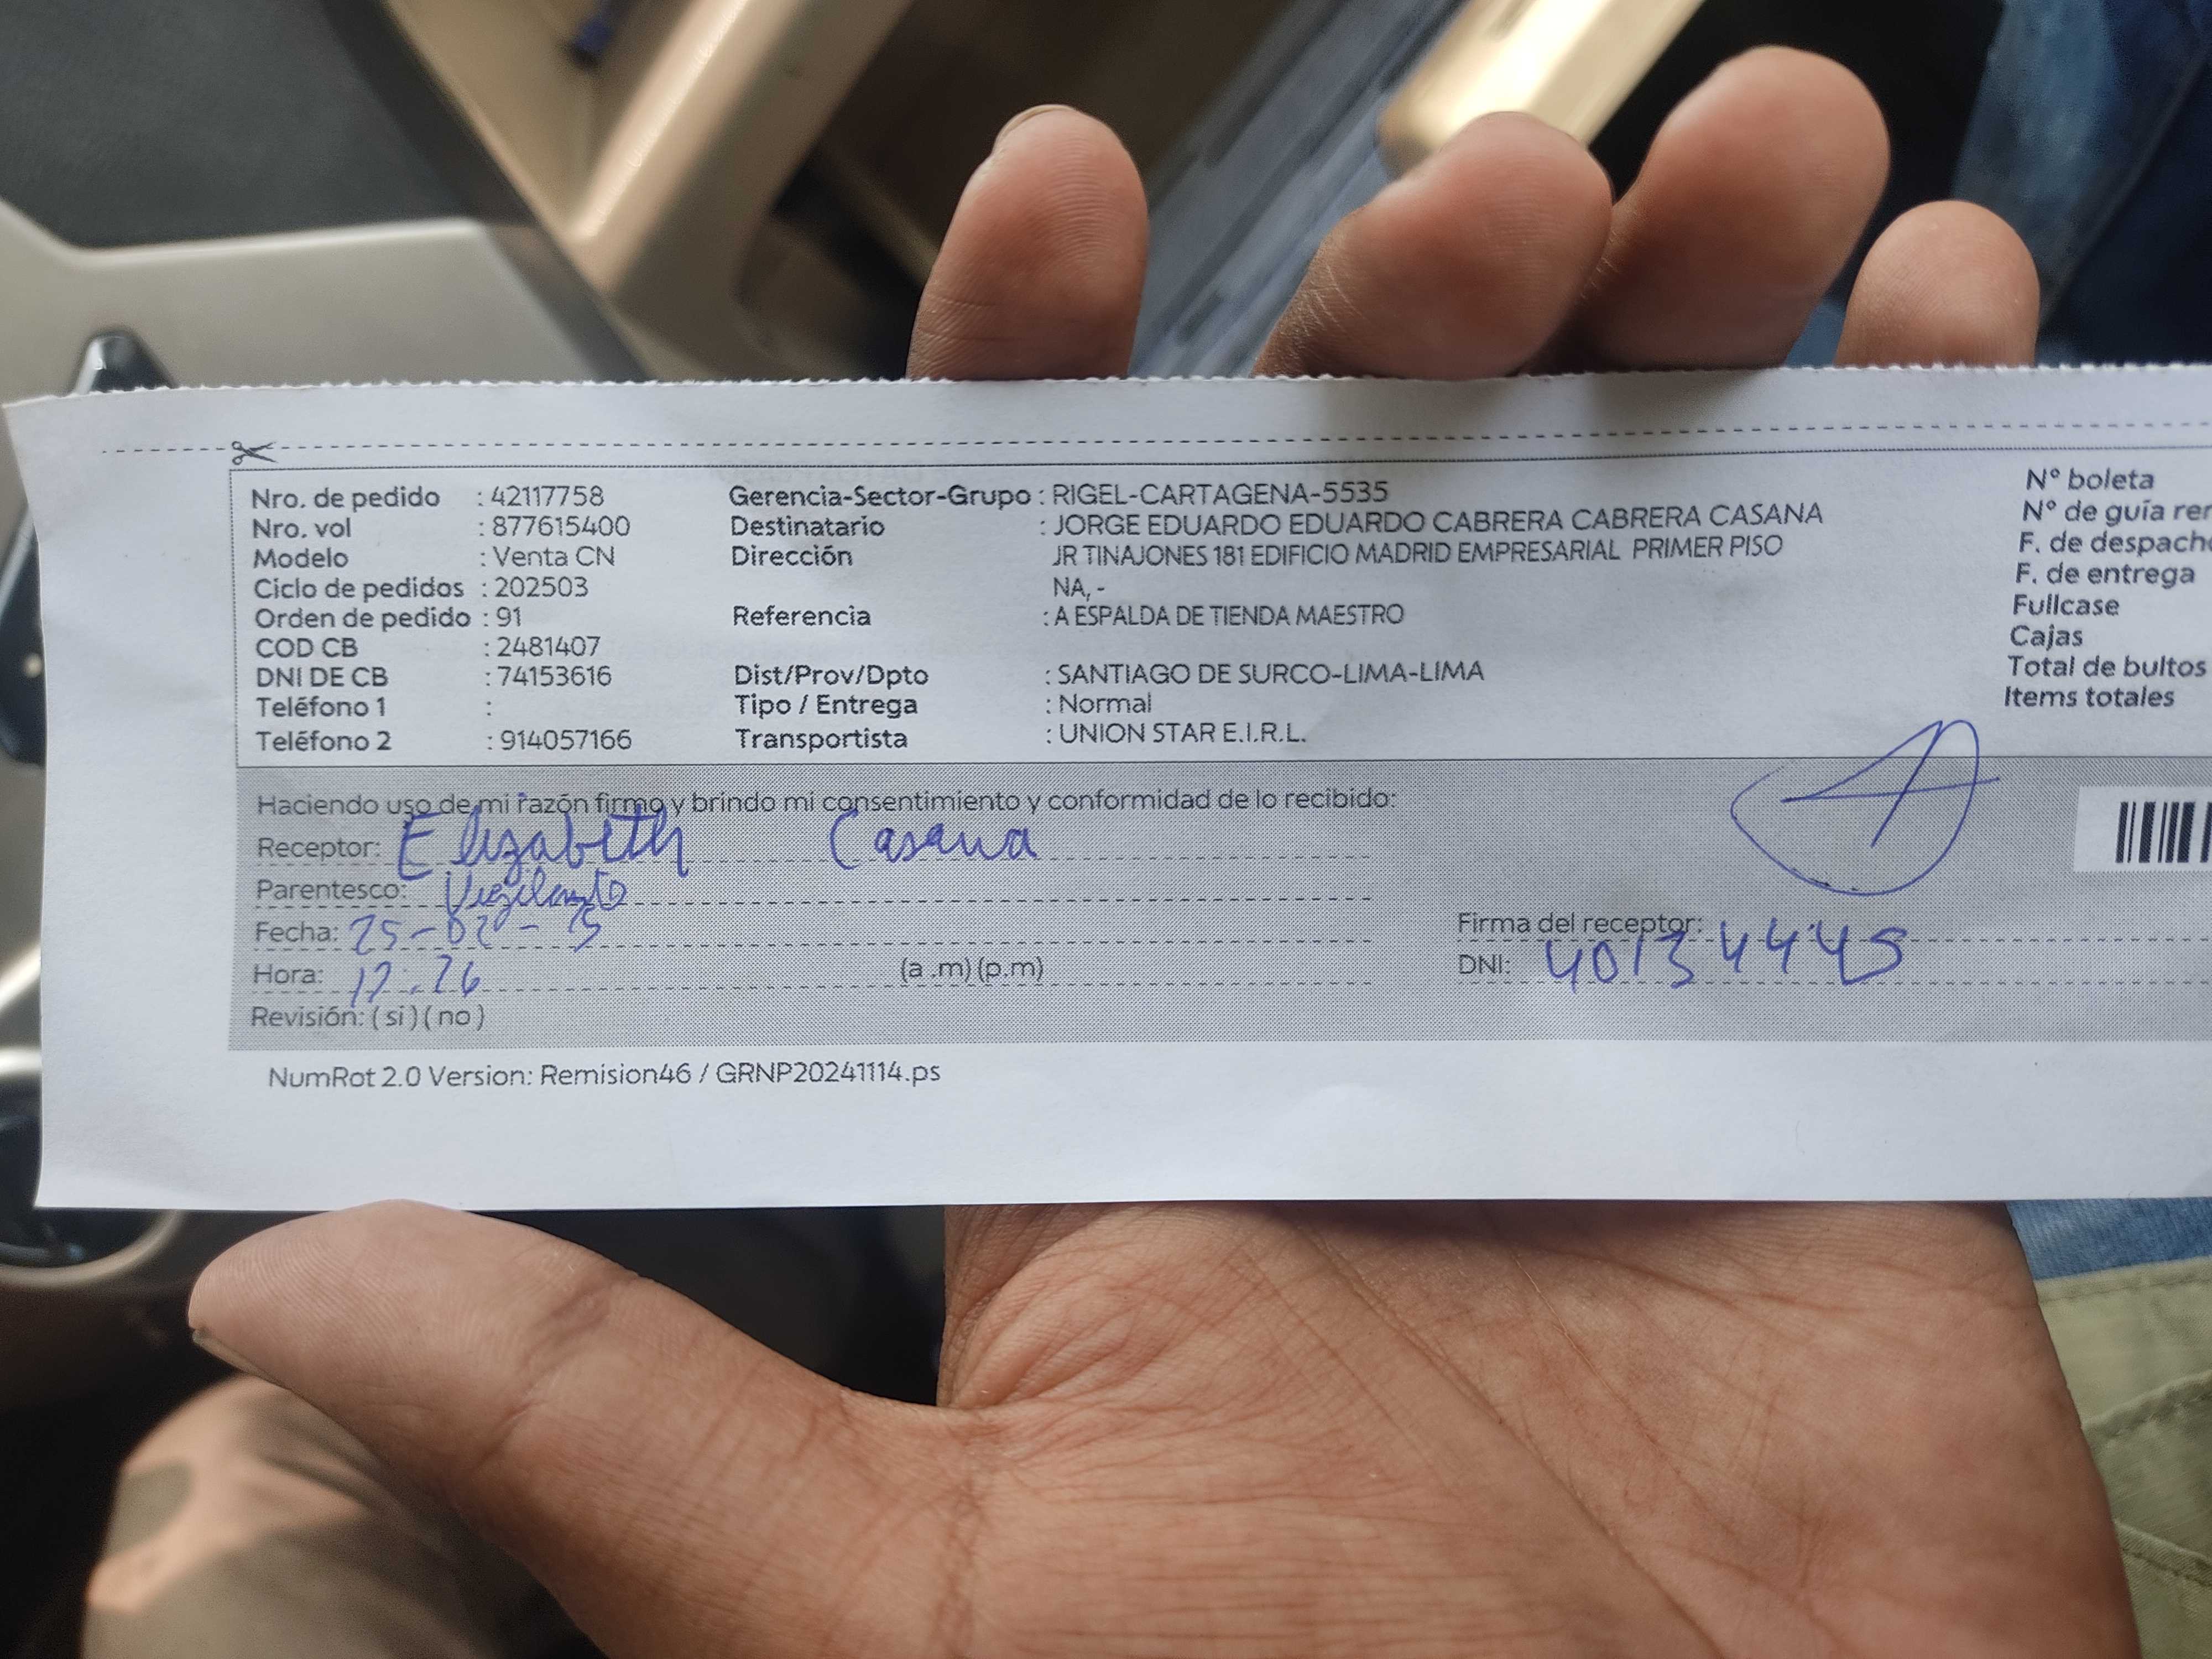 Nro. de pedido : 42117758 Gerencia-Sector-Grupo : RIGEL-CARTAGENA-5535 N° boleta
Nro. vol : 877615400 Destinatario : JORGE EDUARDO EDUARDO CABRERA CABRERA CASANA N° de guía rer
Modelo : Venta CN Dirección JR TINAJONES 181 EDIFICIO MADRID EMPRESARIAL PRIMER PISO F. de despach
Ciclo de pedidos : 202503 NA, - F. de entrega
Orden de pedido : 91 Referencia : A ESPALDA DE TIENDA MAESTRO Fullcase
COD CB : 2481407 Cajas
DNI DE CB : 74153616 Dist/Prov/Dpto : SANTIAGO DE SURCO-LIMA-LIMA Total de bultos
Teléfono 1 : Tipo / Entrega : Normal Items totales
Teléfono 2 : 914057166 Transportista : UNION STAR E.I.R.L.
Haciendo uso de mi razón firmo y brindo mi consentimiento y conformidad de lo recibido:
Receptor: Elizabeth Casana
Parentesco:
Fecha: 25-02- Firma del receptor:
Hora: (a .m) (p.m) DNI: 40134445
Revisión: ( si ) ( no )
NumRot 2.0 Version: Remision46 / GRNP20241114.ps